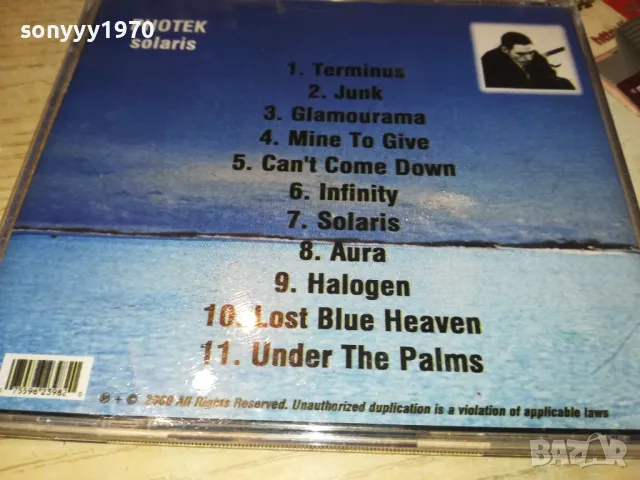 sonyyy1970
OTEK
solaris
1. Terminus
2. Junk
3. Glamourama
4. Mine To Give
5. Can't Come Down
6. Infinity
7. Solaris
8. Aura
9. Halogen
10. Lost Blue Heaven
11. Under The Palms
℗ + © 2000 All Rights Reserved. Unauthorized duplication is a violation of applicable laws
BAZAR